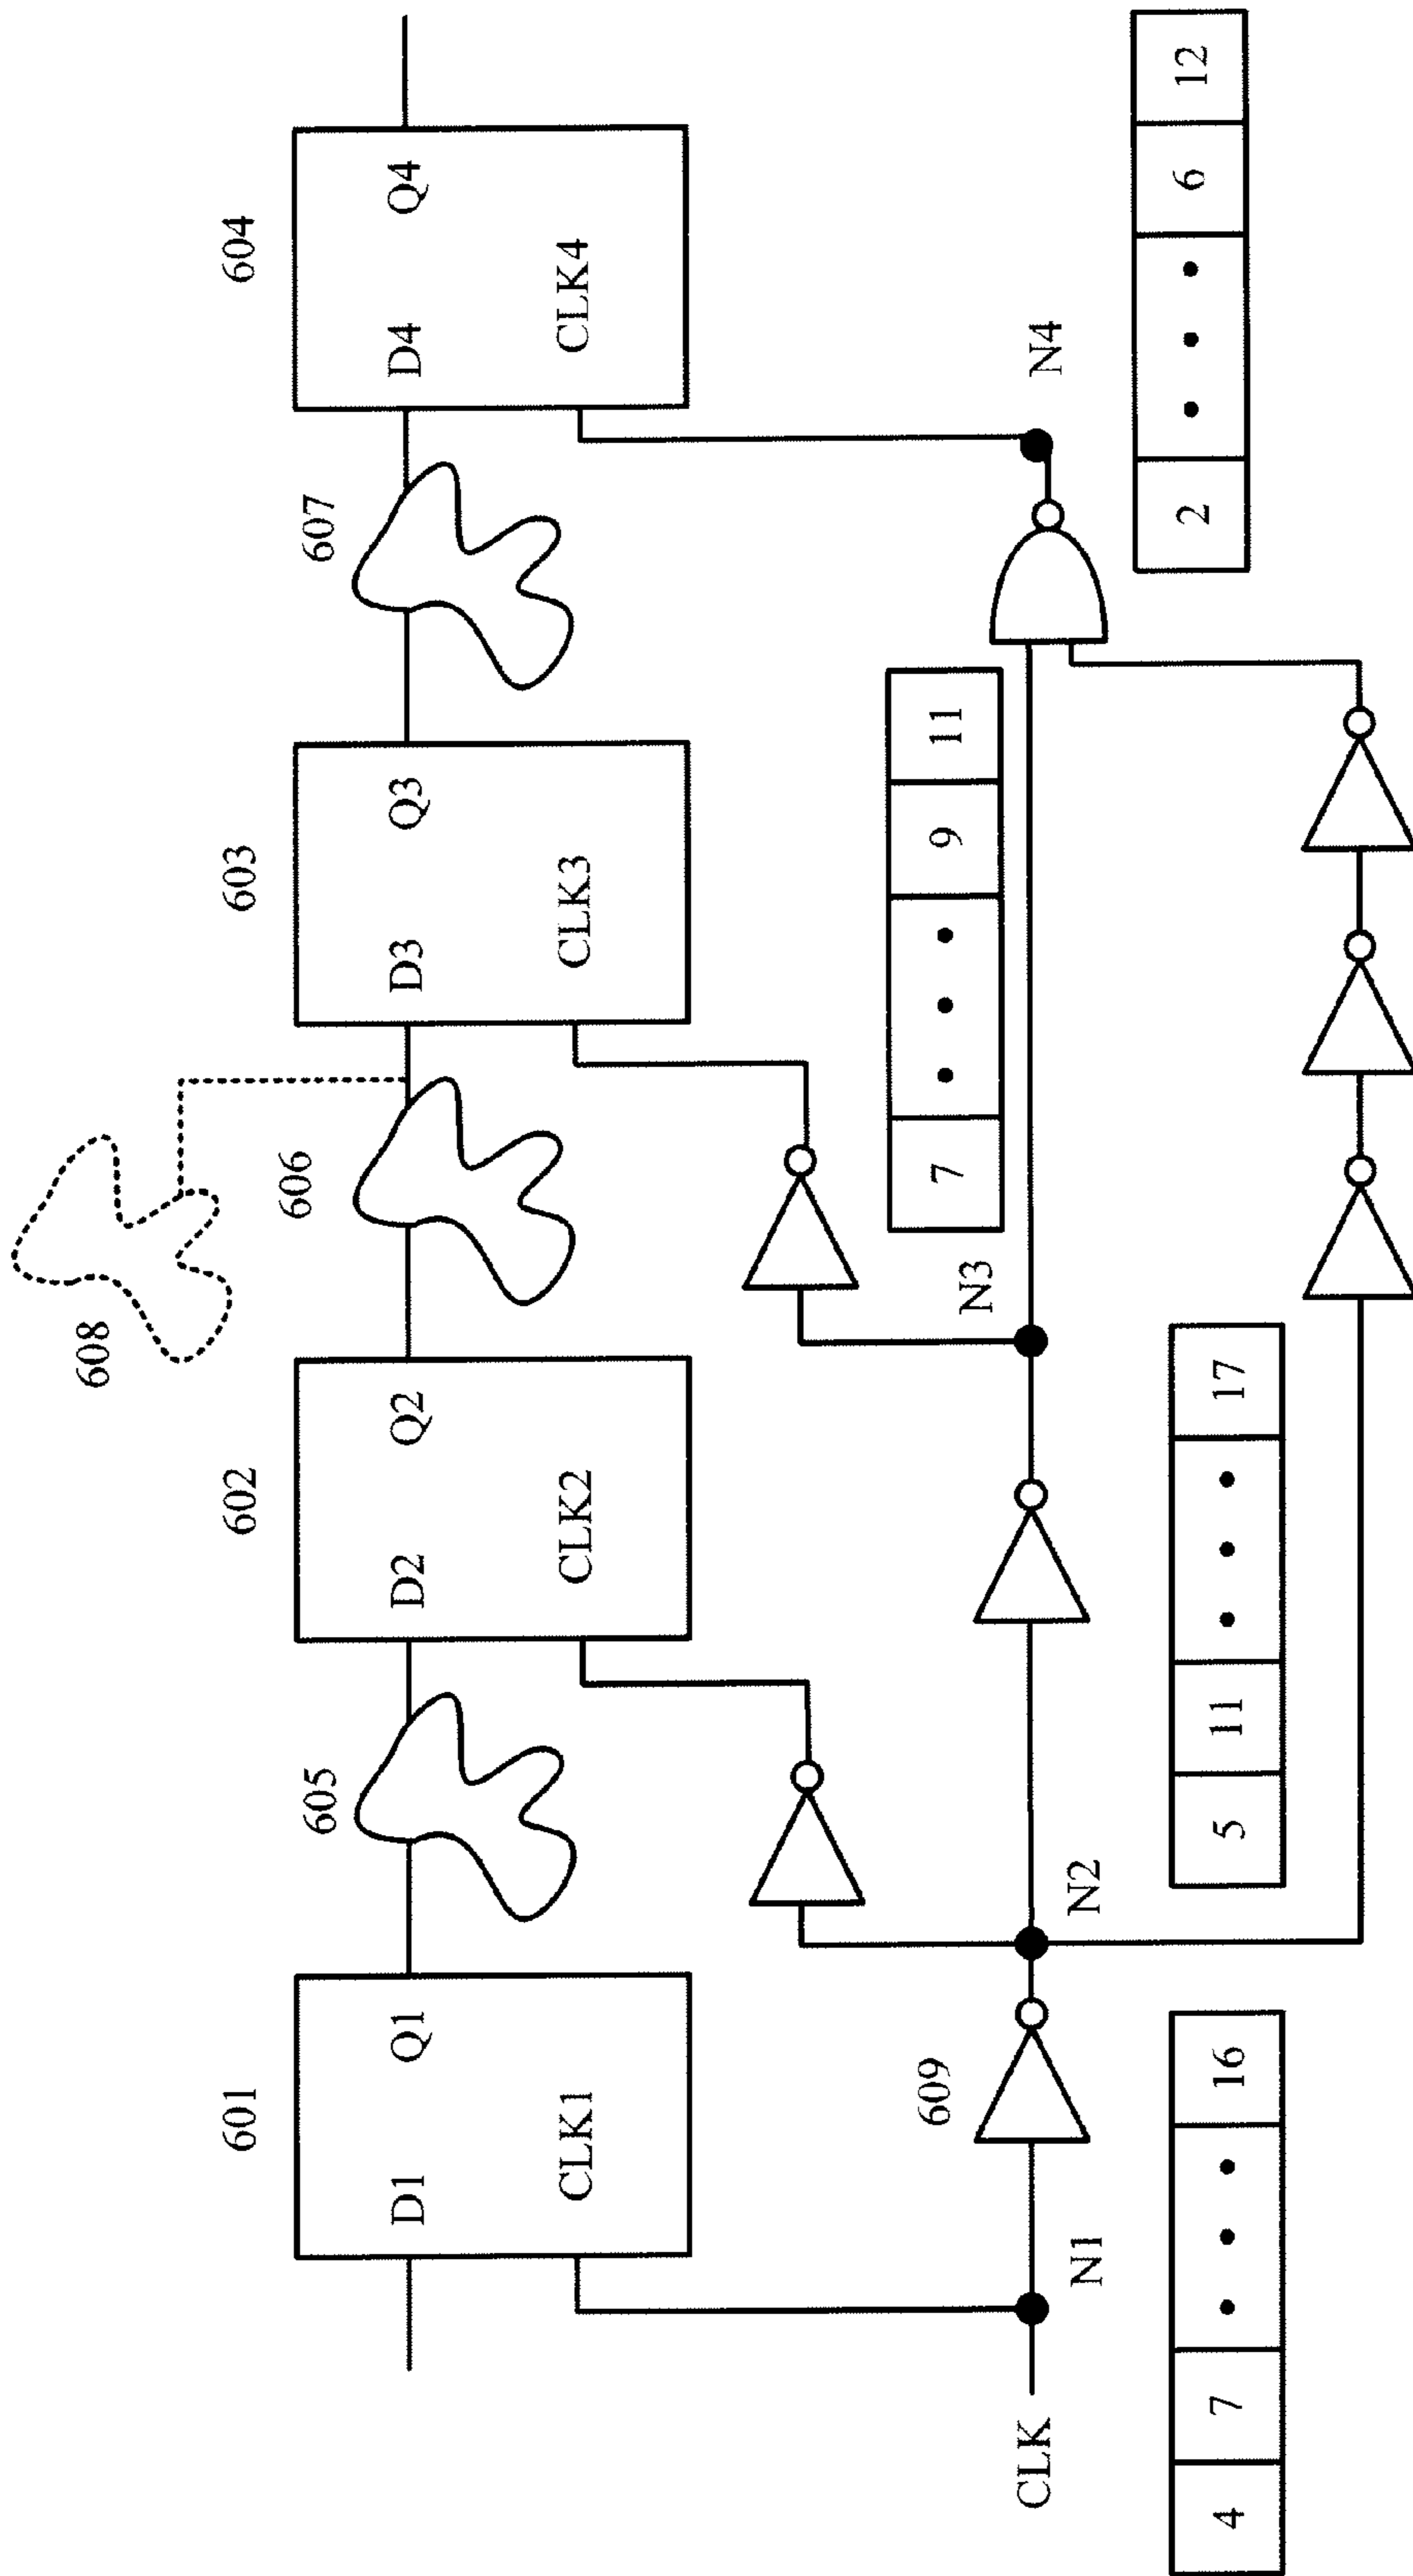 608
601
602
603
604
605
606
607
D1 Q1
D2 Q2
D3 Q3
D4 Q4
CLK1
CLK2
CLK3
CLK4
609
CLK
N1
N2
N3
N4
4 7 • • • 16
5 11 • • • 17
7 • • • 9 11
2 • • • 6 12